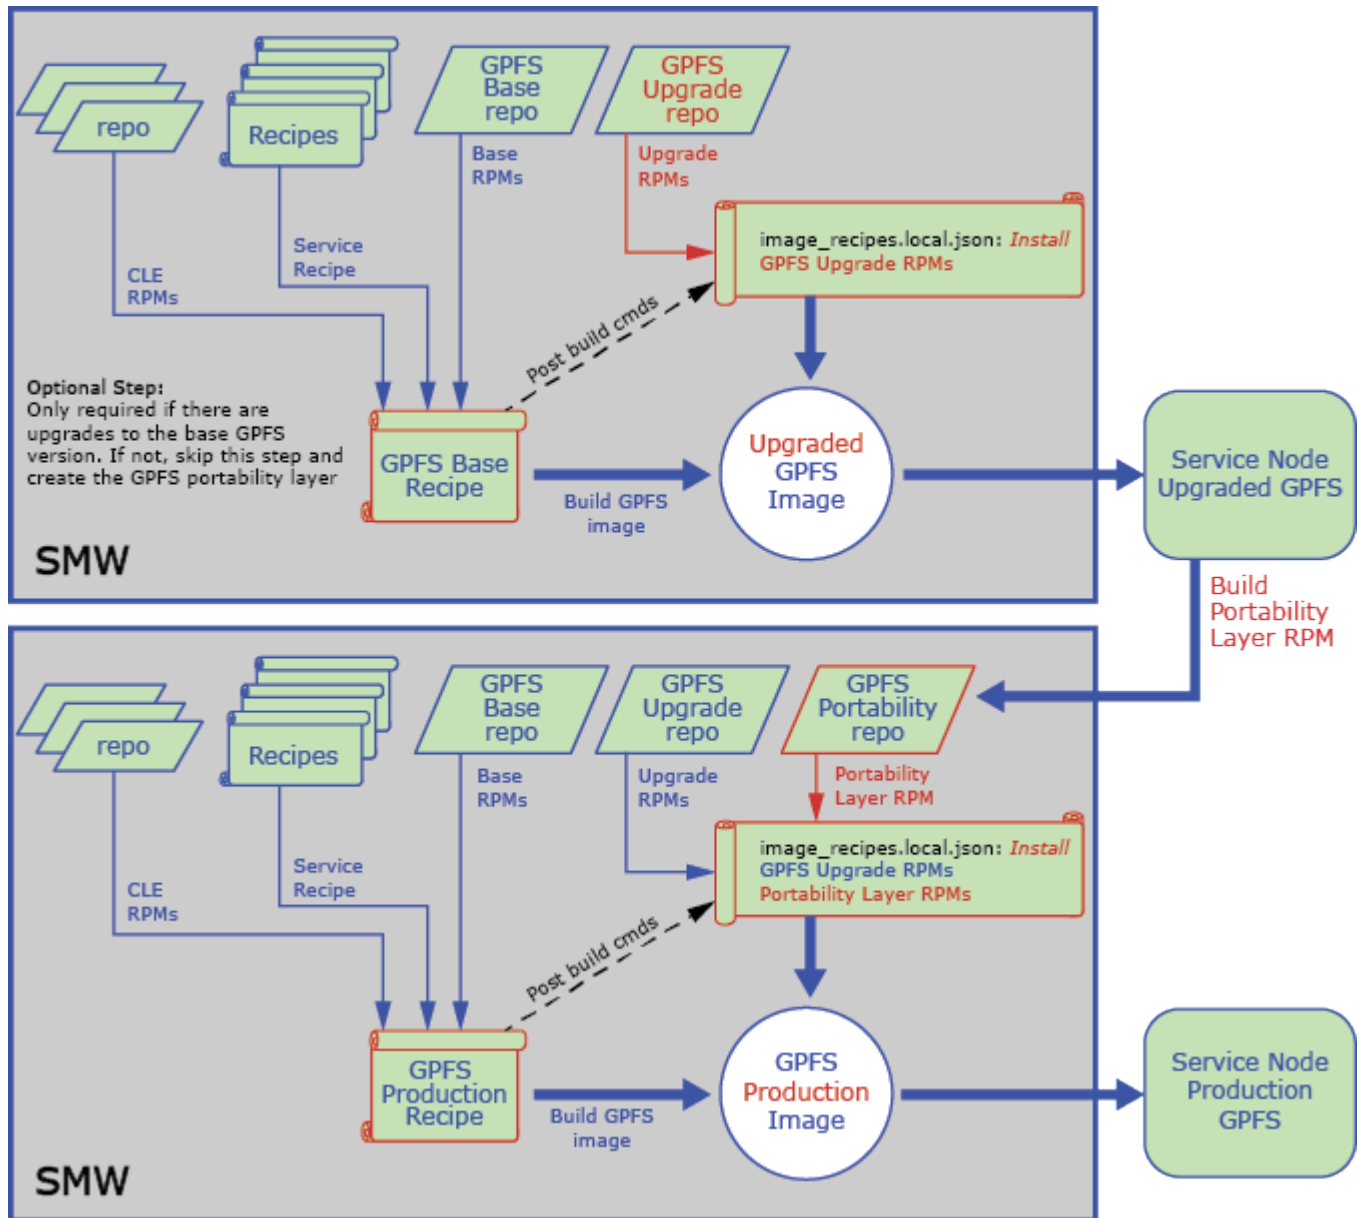 GPFS
Base
repo
GPFS
Upgrade
repo
repo
Recipes
Base
RPMs
Upgrade
RPMs
image_recipes.local.json: Install
GPFS Upgrade RPMs
Service
Recipe
CLE
RPMs
Post build cmds
Optional Step:
Only required if there are
upgrades to the base GPFS
version. If not, skip this step and
create the GPFS portability layer
GPFS Base
Recipe
Build GPFS
image
Upgraded
GPFS
Image
Service Node
Upgraded GPFS
SMW
Build
Portability
Layer RPM
GPFS
Base
repo
GPFS
Upgrade
repo
GPFS
Portability
repo
repo
Recipes
Base
RPMs
Upgrade
RPMs
Portability
Layer RPM
image_recipes.local.json: Install
GPFS Upgrade RPMs
Portability Layer RPMs
Service
Recipe
CLE
RPMs
Post build cmds
GPFS
Production
Recipe
Build GPFS
image
GPFS
Production
Image
Service Node
Production
GPFS
SMW